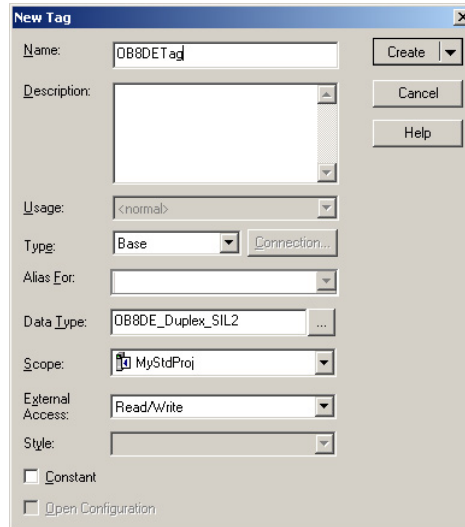 New Tag
Name: OB8DETag Create
Description: Cancel
Help
Usage: <normal>
Type: Base Connection...
Alias For:
Data Type: OB8DE_Duplex_SIL2 ...
Scope: MyStdProj
External
Access: Read/Write
Style:
Constant
Open Configuration